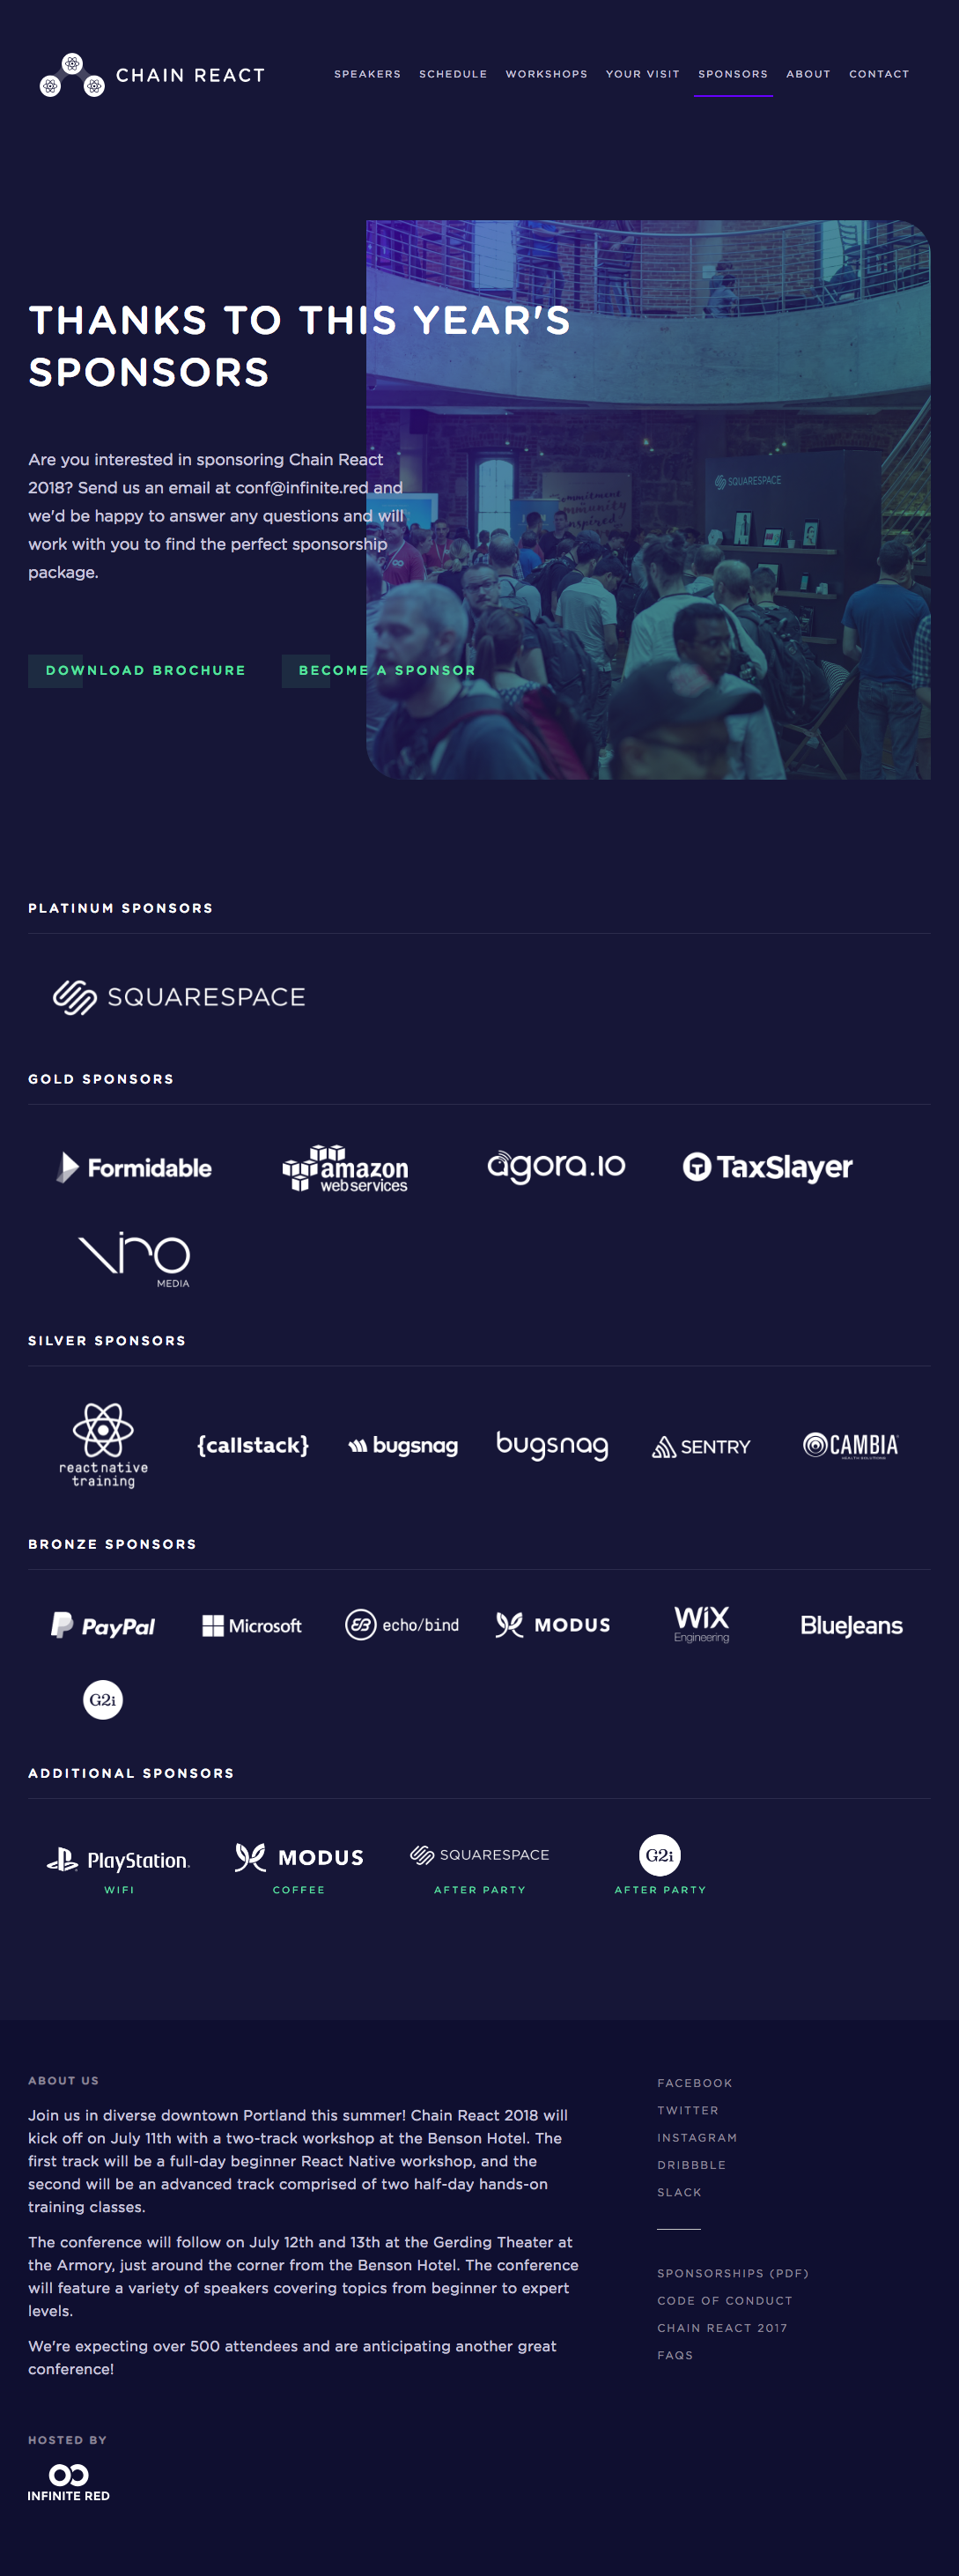 CHAIN REACT
SPEAKERS SCHEDULE WORKSHOPS YOUR VISIT SPONSORS ABOUT CONTACT
THANKS TO THIS YEAR'S
SPONSORS
Are you interested in sponsoring Chain React
2018? Send us an email at conf@infinite.red and
we'd be happy to answer any questions and will
work with you to find the perfect sponsorship
package.
SQUARESPACE
DOWNLOAD BROCHURE BECOME A SPONSOR
PLATINUM SPONSORS
SQUARESPACE
GOLD SPONSORS
Formidable amazon web services agora.io TaxSlayer
Viro
MEDIA
SILVER SPONSORS
react native
training
{callstack} bugsnag bugsnag SENTRY CAMBIA
HEALTH SOLUTIONS
BRONZE SPONSORS
PayPal Microsoft echo/bind MODUS WiX
Engineering
BlueJeans
G2i
ADDITIONAL SPONSORS
PlayStation MODUS SQUARESPACE G2i
WIFI COFFEE AFTER PARTY AFTER PARTY
ABOUT US
Join us in diverse downtown Portland this summer! Chain React 2018 will
kick off on July 11th with a two-track workshop at the Benson Hotel. The
first track will be a full-day beginner React Native workshop, and the
second will be an advanced track comprised of two half-day hands-on
training classes.
The conference will follow on July 12th and 13th at the Gerding Theater at
the Armory, just around the corner from the Benson Hotel. The conference
will feature a variety of speakers covering topics from beginner to expert
levels.
We're expecting over 500 attendees and are anticipating another great
conference!
HOSTED BY
INFINITE RED
FACEBOOK
TWITTER
INSTAGRAM
DRIBBBLE
SLACK
SPONSORSHIPS (PDF)
CODE OF CONDUCT
CHAIN REACT 2017
FAQS